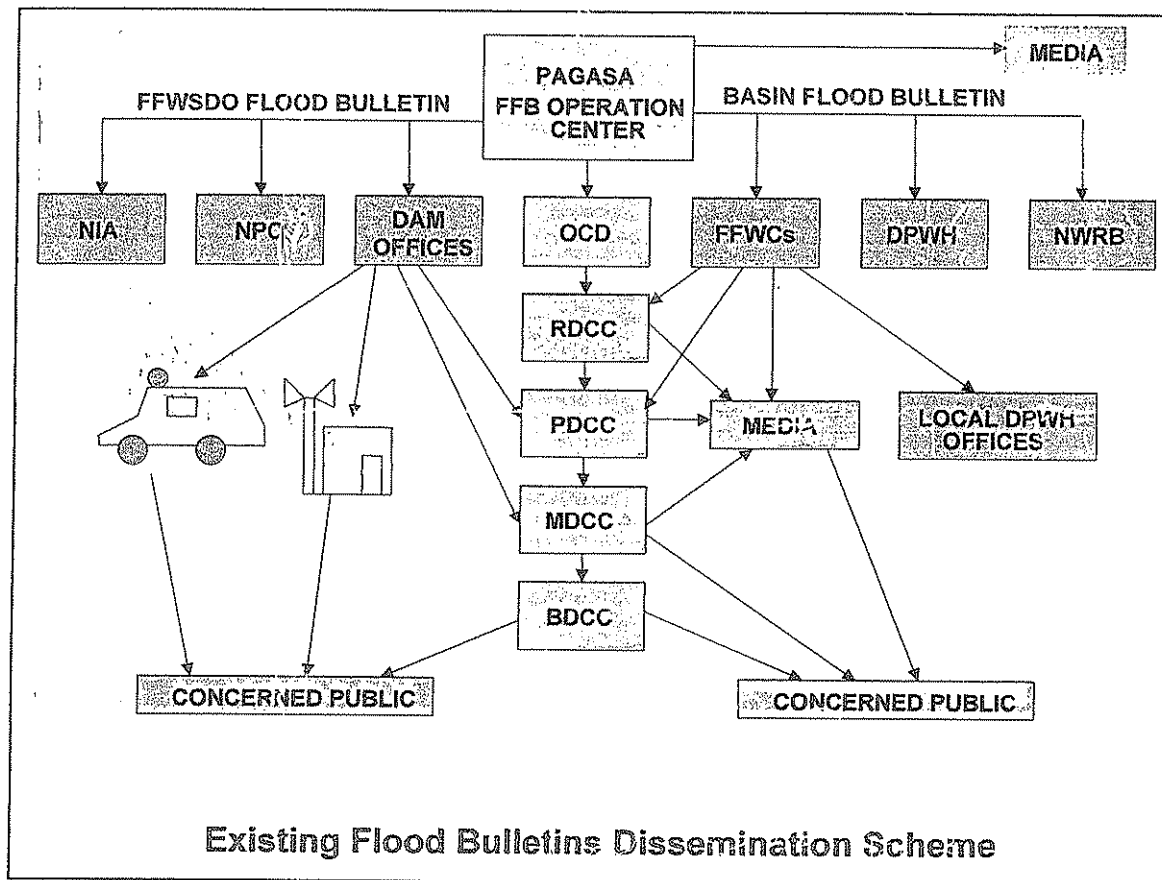 PAGASA
FFB OPERATION
CENTER
MEDIA
FFWSDO FLOOD BULLETIN
BASIN FLOOD BULLETIN
NIA
NPC
DAM
OFFICES
OCD
FFWCs
DPWH
NWRB
RDCC
PDCC
MEDIA
LOCAL DPWH
OFFICES
MDCC
BDCC
CONCERNED PUBLIC
CONCERNED PUBLIC
Existing Flood Bulletins Dissemination Scheme